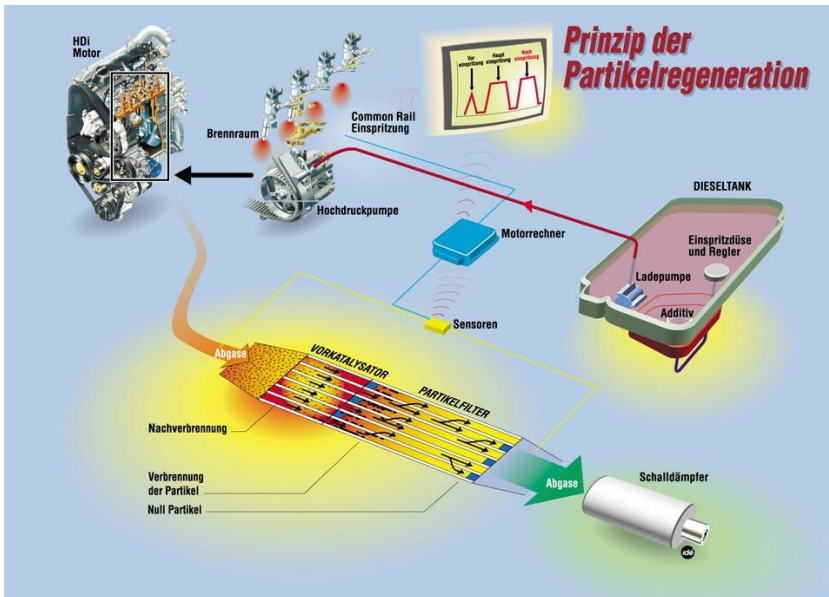 Prinzip der
Partikelregeneration
HDi
Motor
Brennraum
Common Rail
Einspritzung
Hochdruckpumpe
Vor
einspritzung
Haupt
einspritzung
Nach
einspritzung
Motorrechner
Sensoren
DIESELTANK
Einspritzdüse
und Regler
Ladepumpe
Additiv
Abgase
VORKATALYSATOR
PARTIKELFILTER
Nachverbrennung
Verbrennung
der Partikel
Null Partikel
Abgase
Schalldämpfer
idé